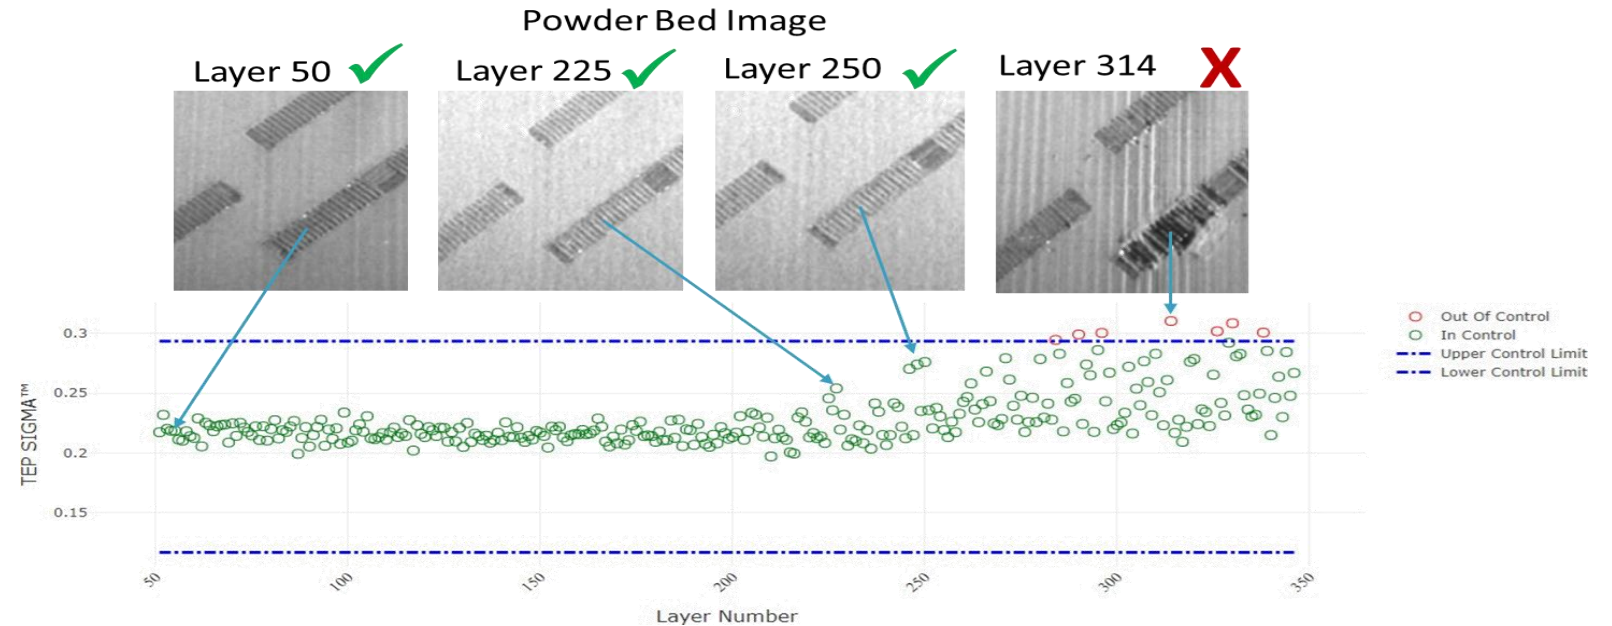 Powder Bed Image
Layer 50
Layer 225
Layer 250
Layer 314
X
0.3
0.25
0.2
0.15
TEP SIGMA™
50
100
150
200
250
300
350
Layer Number
Out Of Control
In Control
Upper Control Limit
Lower Control Limit